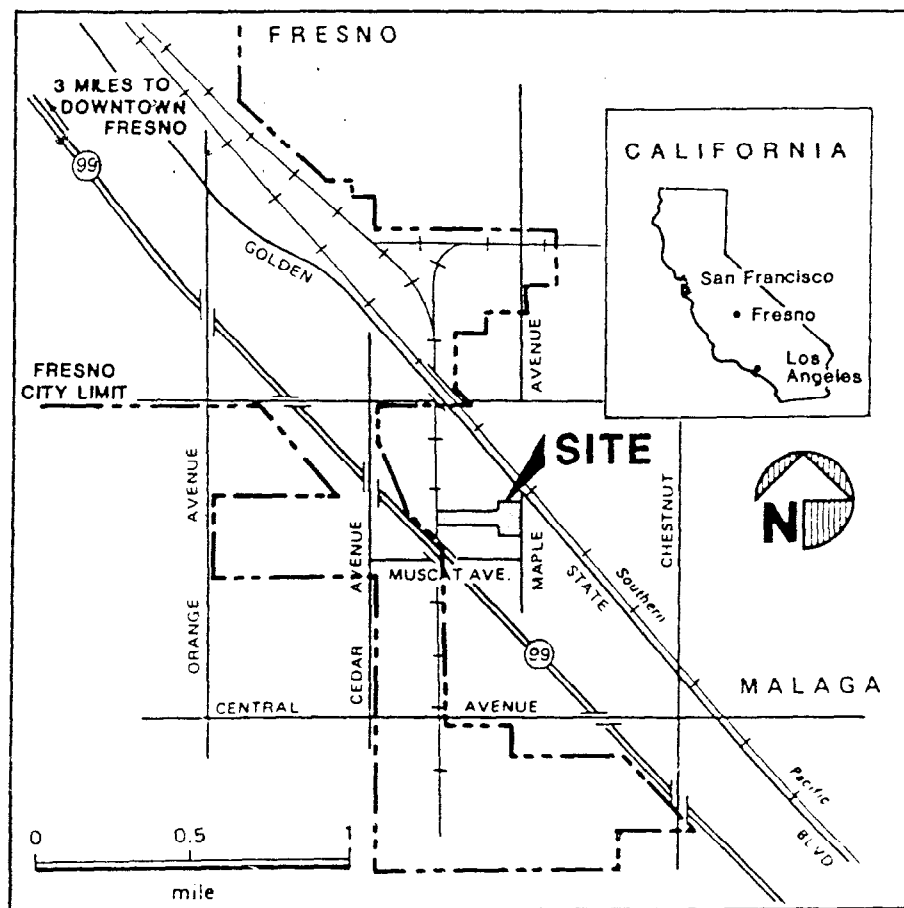 FRESNO
3 MILES TO
DOWNTOWN
FRESNO
99
CALIFORNIA
San Francisco
Fresno
Los
Angeles
GOLDEN
AVENUE
FRESNO
CITY LIMIT
SITE
N
AVENUE
ORANGE
AVENUE
CEDAR
MUSCAT AVE.
MAPLE
CHESTNUT
STATE
Southern
99
MALAGA
CENTRAL
AVENUE
Pacific
BLVD
0 0.5 1
mile